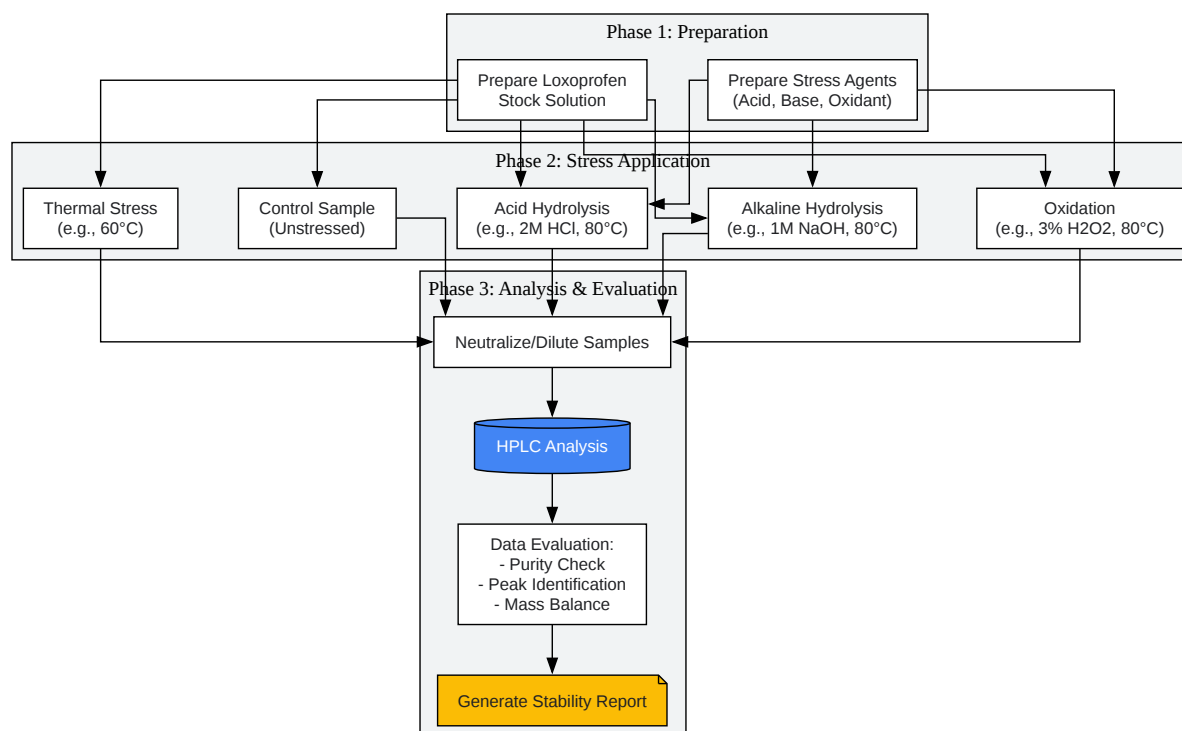 Phase 1: Preparation
Prepare Loxoprofen
Stock Solution
Prepare Stress Agents
(Acid, Base, Oxidant)
Phase 2: Stress Application
Thermal Stress
(e.g., 60°C)
Control Sample
(Unstressed)
Acid Hydrolysis
(e.g., 2M HCl, 80°C)
Alkaline Hydrolysis
(e.g., 1M NaOH, 80°C)
Oxidation
(e.g., 3% H2O2, 80°C)
Phase 3: Analysis & Evaluation
Neutralize/Dilute Samples
HPLC Analysis
Data Evaluation:
- Purity Check
- Peak Identification
- Mass Balance
Generate Stability Report